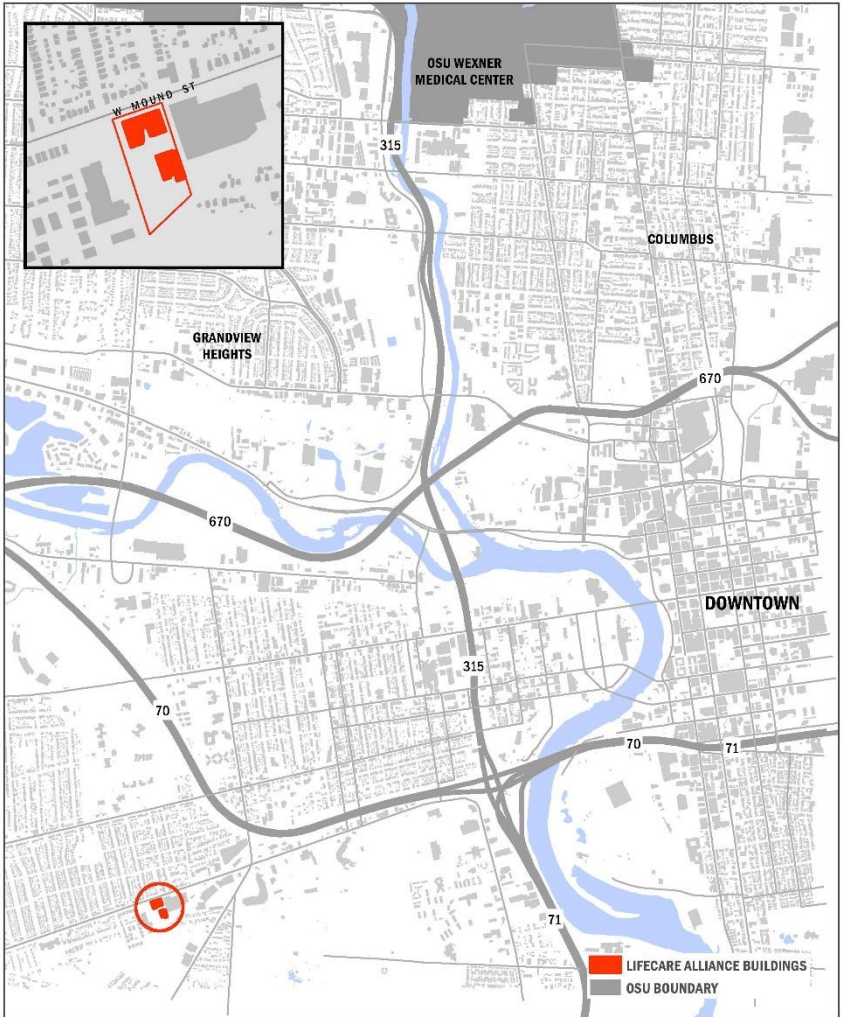 W MOUND ST
OSU WEXNER
MEDICAL CENTER
315
COLUMBUS
GRANDVIEW
HEIGHTS
670
670
DOWNTOWN
315
70
70
71
71
LIFECARE ALLIANCE BUILDINGS
OSU BOUNDARY